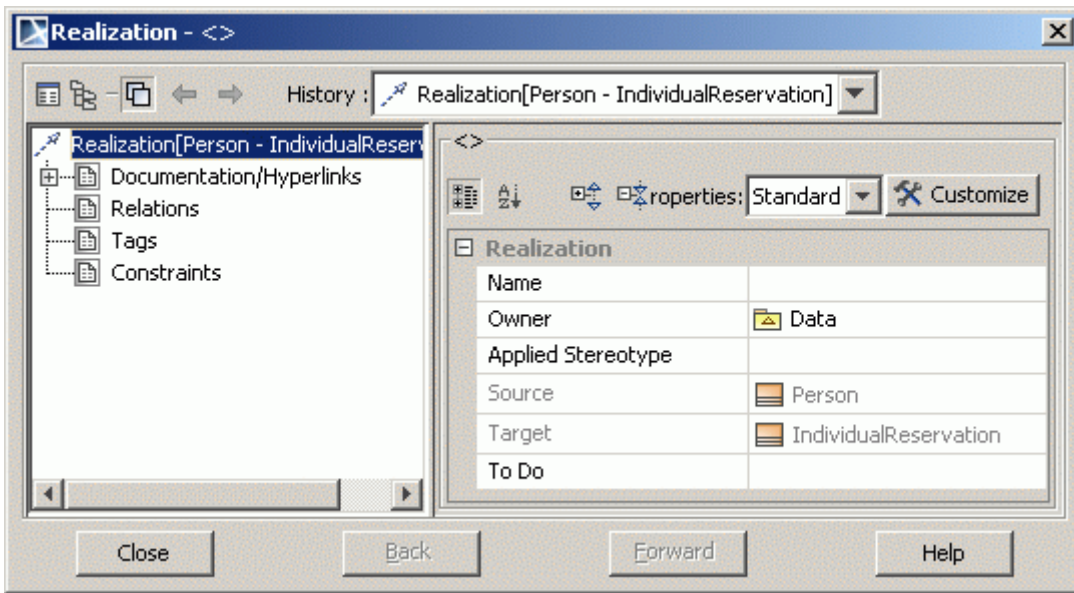 Realization - <>
History : Realization[Person - IndividualReservation]
Realization[Person - IndividualReserv
Documentation/Hyperlinks
Relations
Tags
Constraints
<>
roperties: Standard Customize
Realization
Name
Owner Data
Applied Stereotype
Source Person
Target IndividualReservation
To Do
Close Back Forward Help